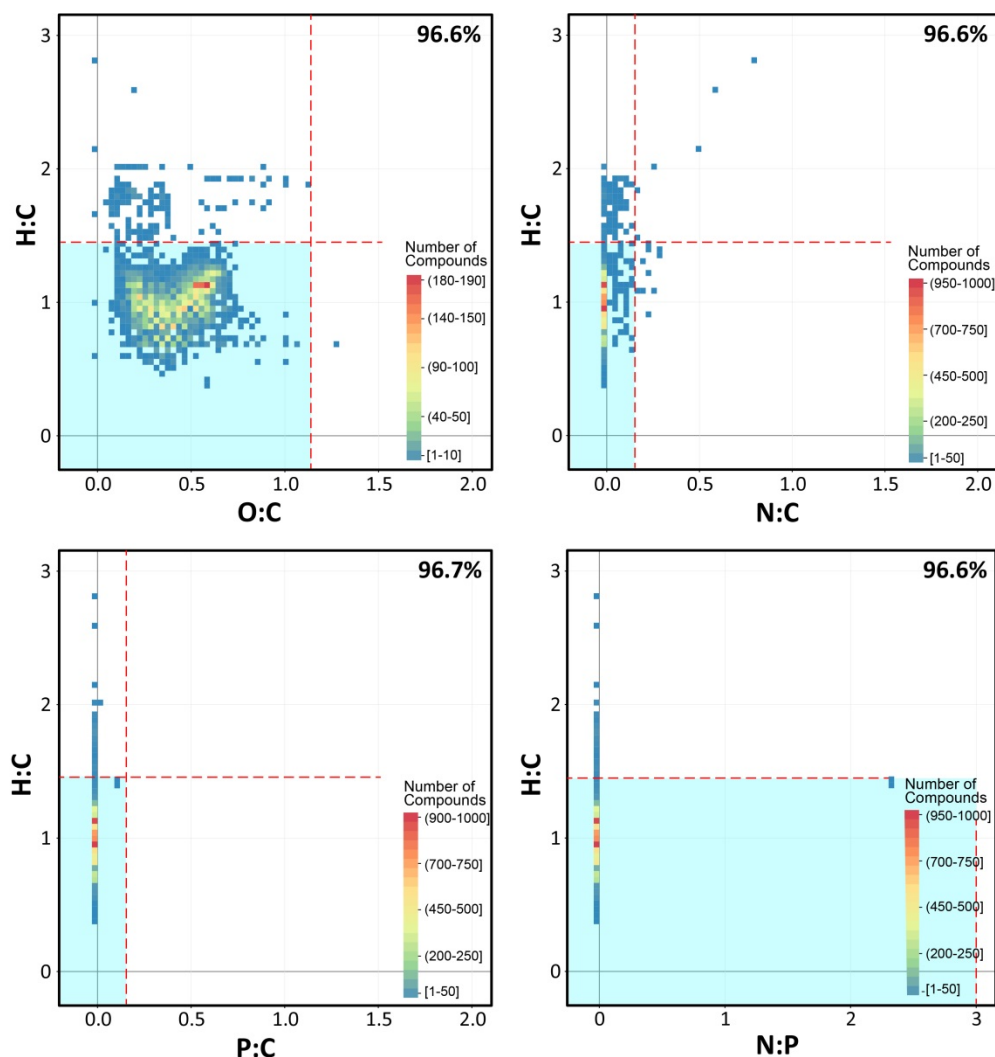 96.6%
3
2
1
0
H:C
Number of
Compounds
(180-190]
(140-150]
(90-100]
(40-50]
[1-10]
0.0 0.5 1.0 1.5 2.0
O:C
96.6%
3
2
1
0
H:C
Number of
Compounds
(950-1000]
(700-750]
(450-500]
(200-250]
[1-50]
0.0 0.5 1.0 1.5 2.0
N:C
96.7%
3
2
1
0
H:C
Number of
Compounds
(900-1000]
(700-750]
(450-500]
(200-250]
[1-50]
0.0 0.5 1.0 1.5 2.0
P:C
96.6%
3
2
1
0
H:C
Number of
Compounds
(950-1000]
(700-750]
(450-500]
(200-250]
[1-50]
0 1 2 3
N:P